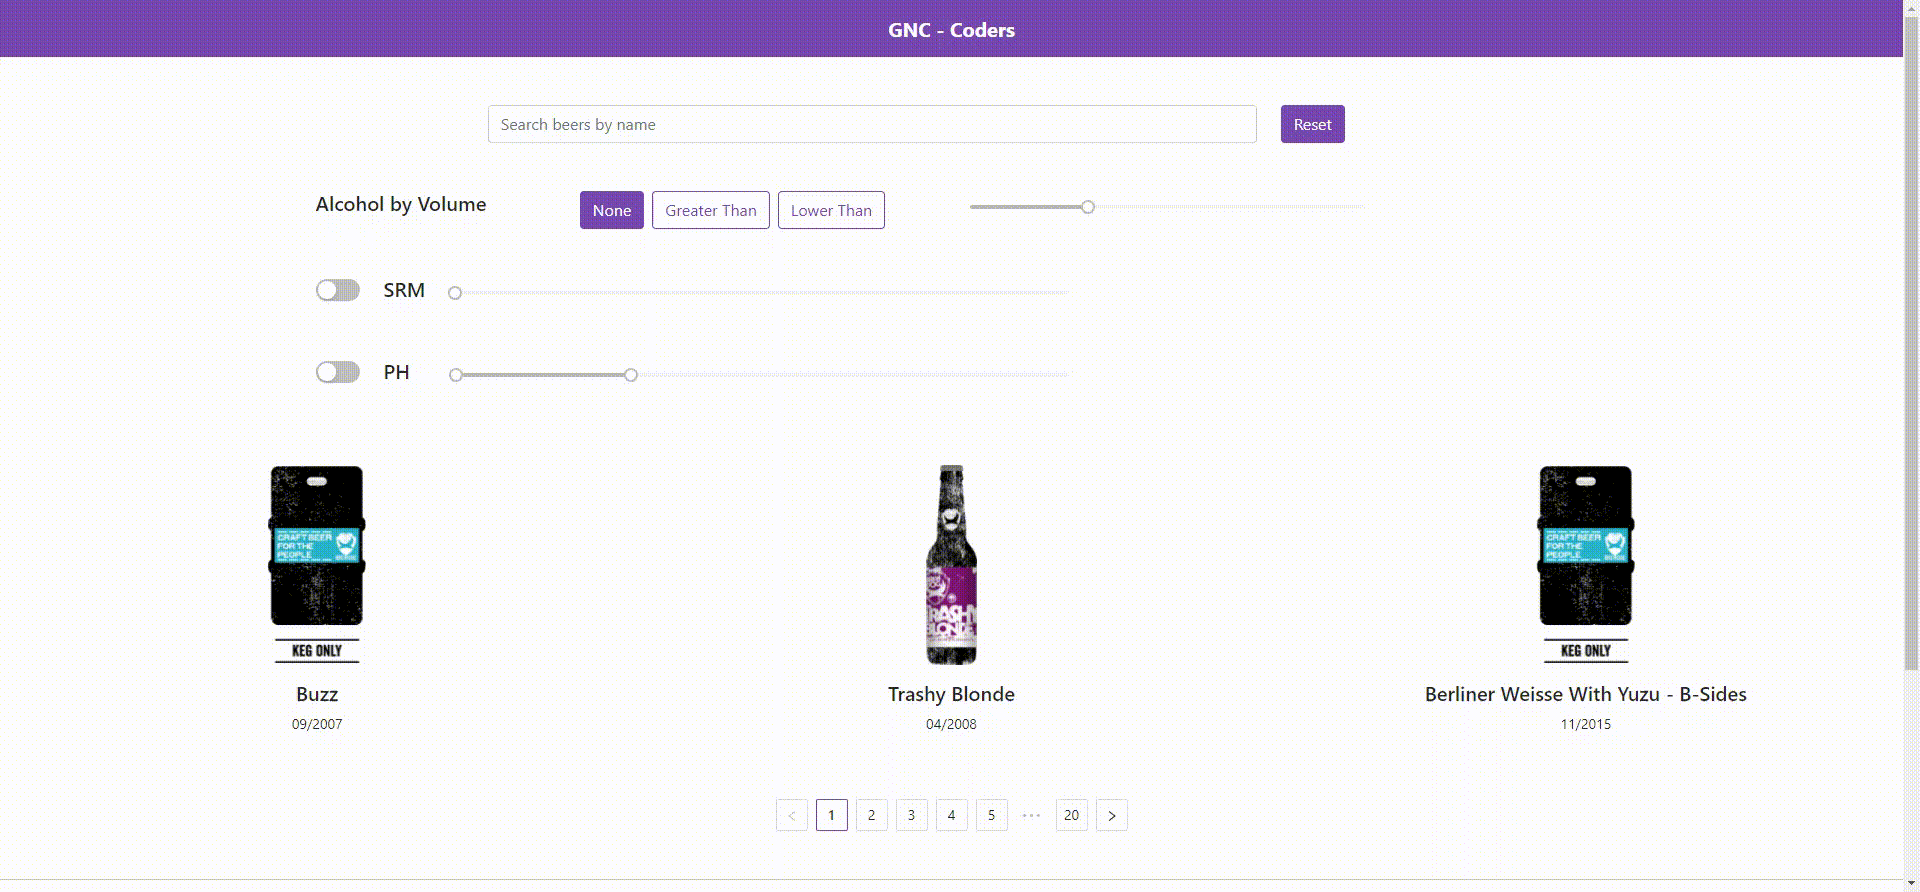 GNC - Coders
Search beers by name
Reset
Alcohol by Volume
None
Greater Than
Lower Than
SRM
PH
CRAFT BEER
FOR THE
PEOPLE
KEG ONLY
TRASHY
BLONDE
CRAFT BEER
FOR THE
PEOPLE
KEG ONLY
Buzz
Trashy Blonde
Berliner Weisse With Yuzu - B-Sides
09/2007
04/2008
11/2015
< 1 2 3 4 5 ••• 20 >